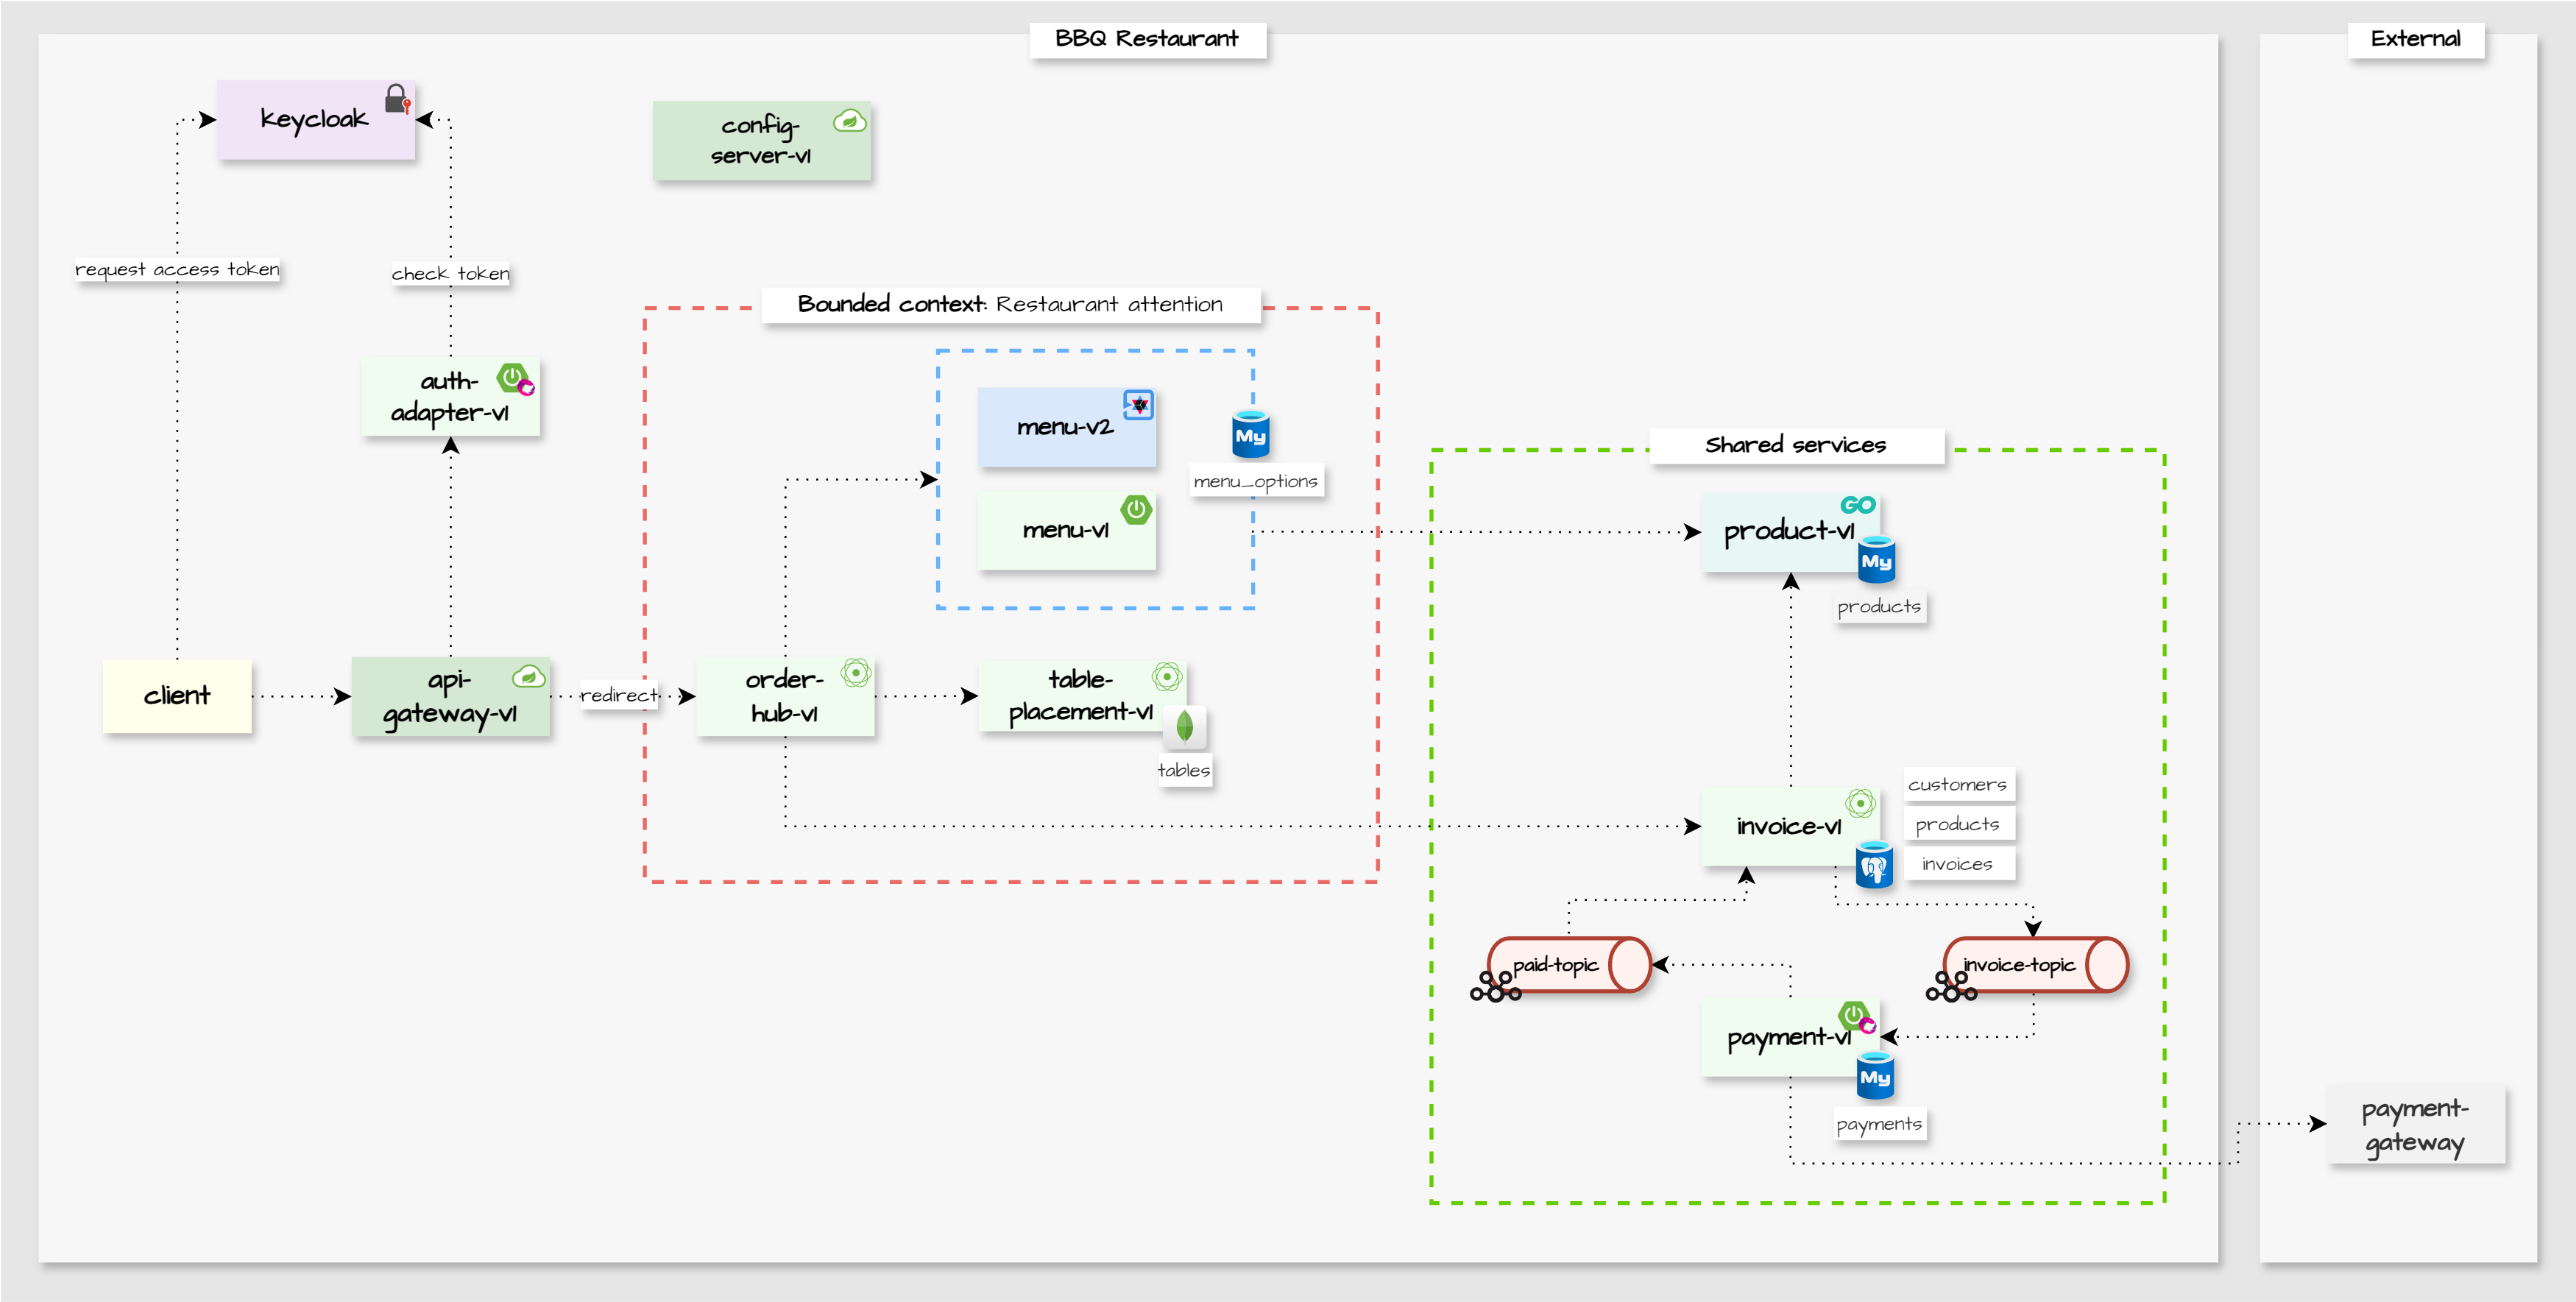 BBQ Restaurant
External
keycloak
config-
server-v1
request access token
check token
Bounded context: Restaurant attention
auth-
adapter-v1
menu-v2
My
menu_options
menu-v1
Shared services
GO
product-v1
My
products
client
api-
gateway-v1
redirect
order-
hub-v1
table-
placement-v1
tables
customers
products
invoices
invoice-v1
paid-topic
invoice-topic
payment-v1
My
payments
payment-
gateway